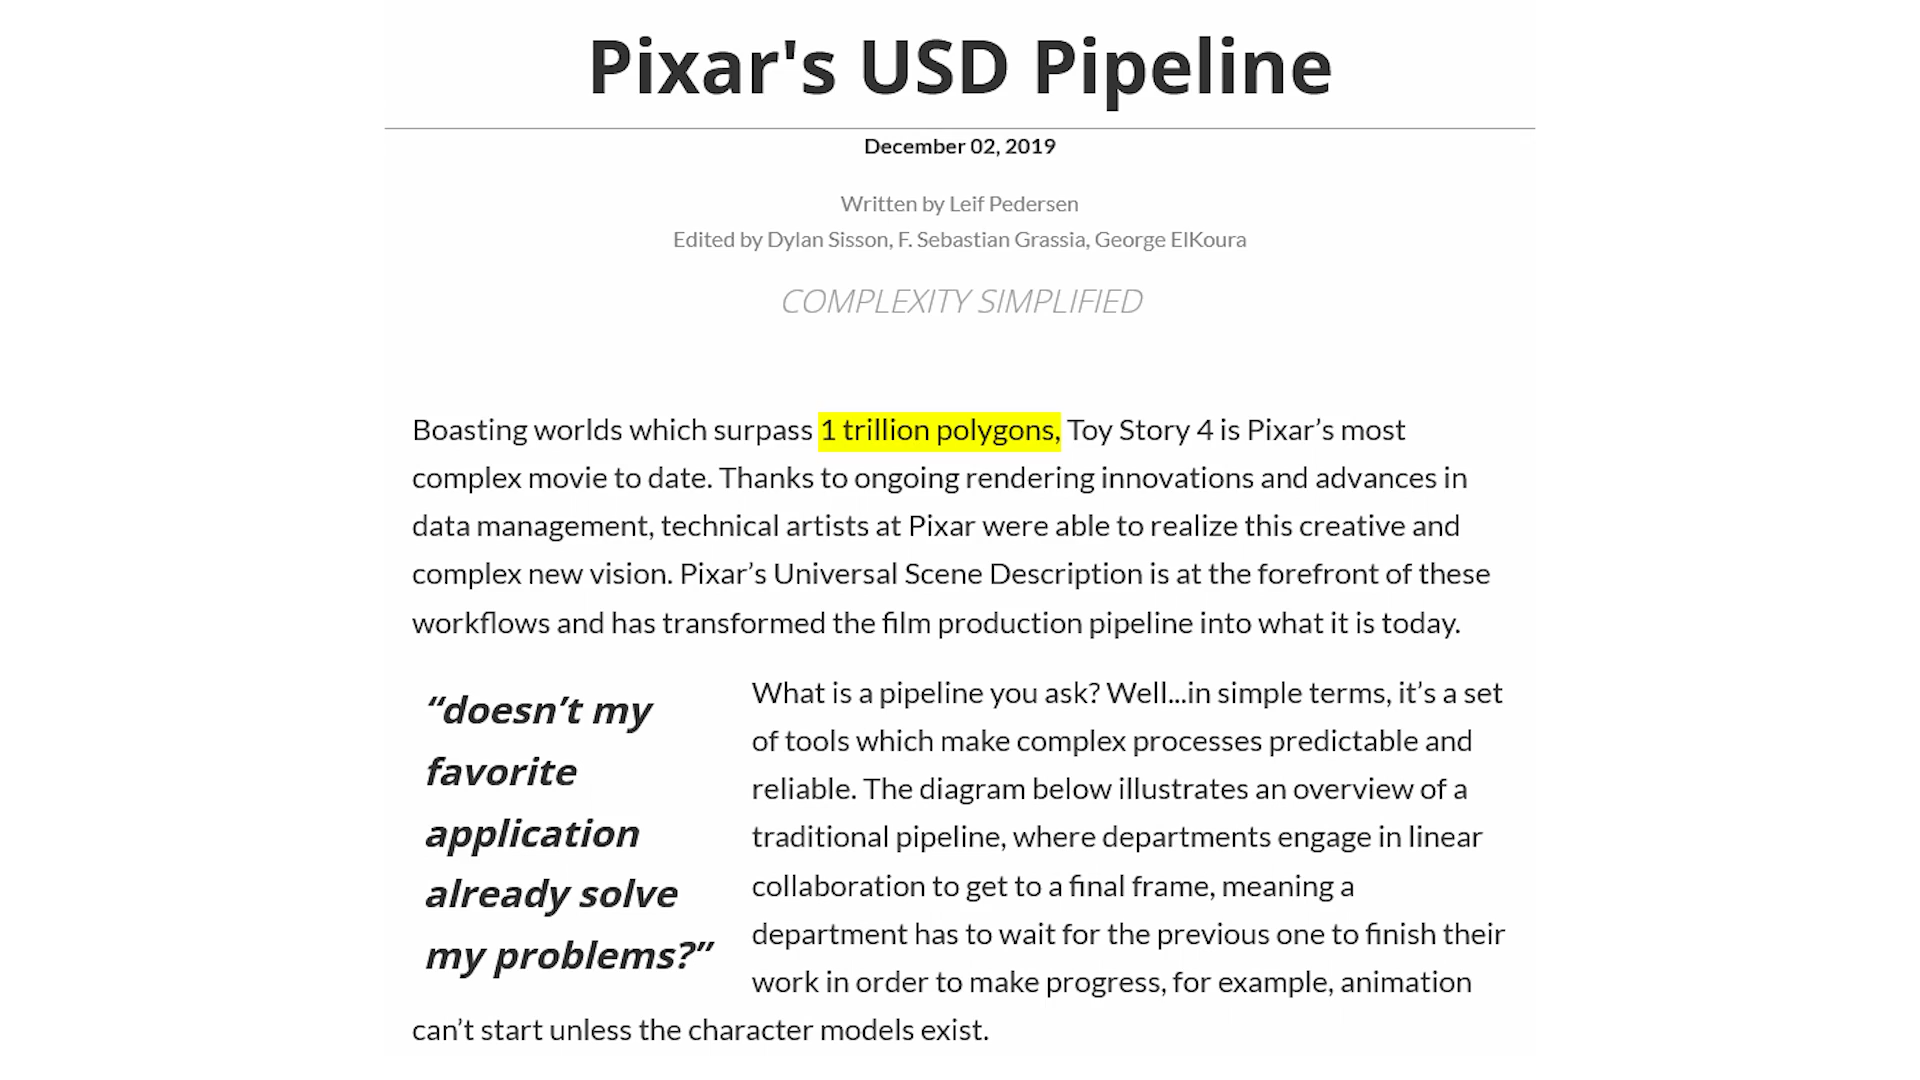 Pixar's USD Pipeline
December 02, 2019
Written by Leif Pedersen
Edited by Dylan Sisson, F. Sebastian Grassia, George ElKoura
COMPLEXITY SIMPLIFIED
Boasting worlds which surpass 1 trillion polygons, Toy Story 4 is Pixar’s most
complex movie to date. Thanks to ongoing rendering innovations and advances in
data management, technical artists at Pixar were able to realize this creative and
complex new vision. Pixar’s Universal Scene Description is at the forefront of these
workflows and has transformed the film production pipeline into what it is today.
“doesn’t my
favorite
application
already solve
my problems?”
What is a pipeline you ask? Well...in simple terms, it’s a set
of tools which make complex processes predictable and
reliable. The diagram below illustrates an overview of a
traditional pipeline, where departments engage in linear
collaboration to get to a final frame, meaning a
department has to wait for the previous one to finish their
work in order to make progress, for example, animation
can’t start unless the character models exist.